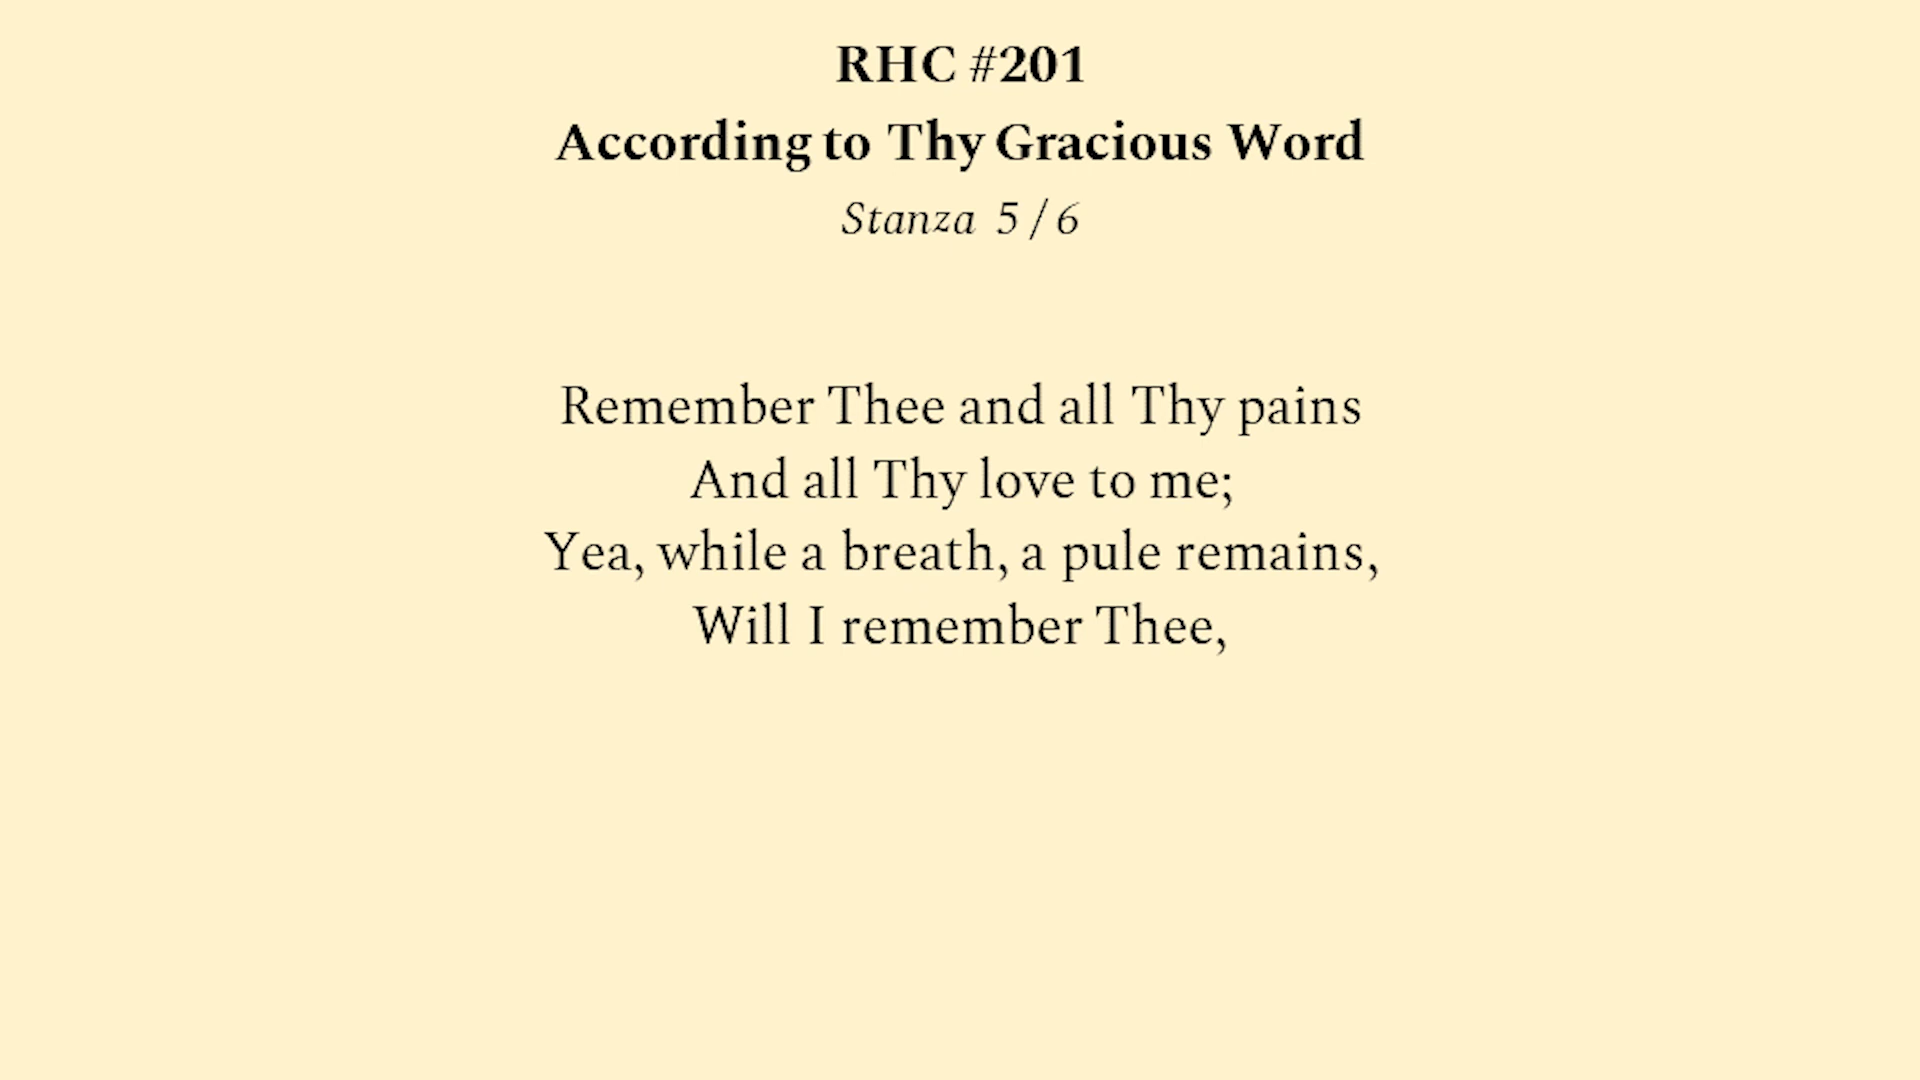 RHC #201
According to Thy Gracious Word
Stanza 5 / 6
Remember Thee and all Thy pains
And all Thy love to me;
Yea, while a breath, a pule remains,
Will I remember Thee,